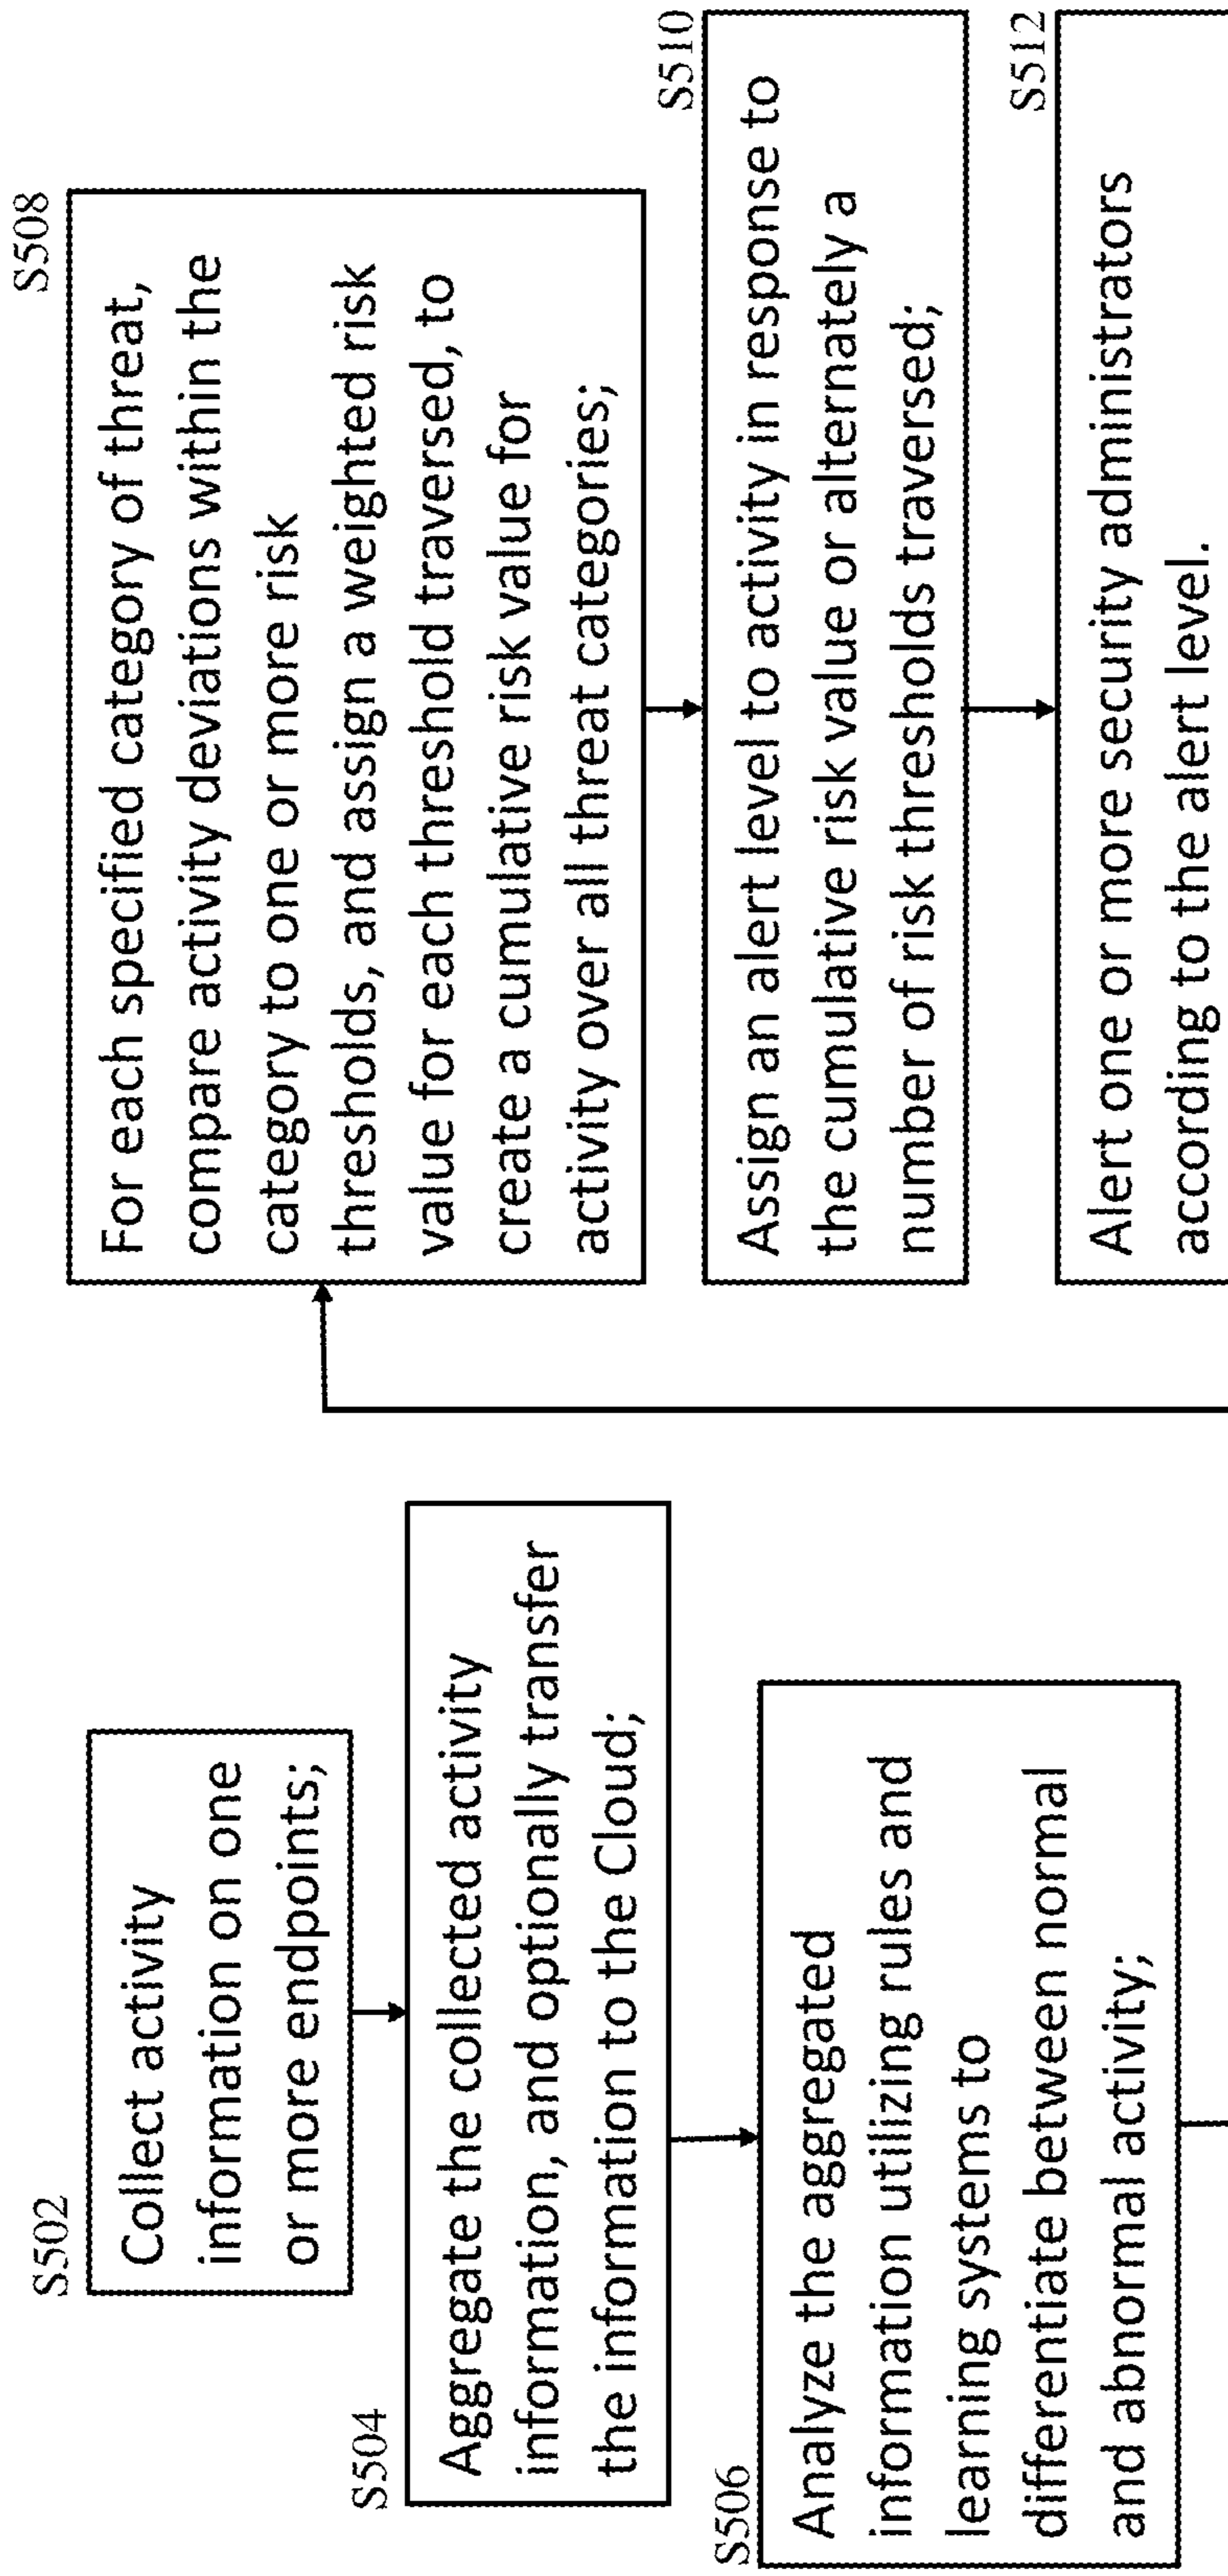 S502
Collect activity
information on one
or more endpoints;
S504
Aggregate the collected activity
information, and optionally transfer
the information to the Cloud;
S506
Analyze the aggregated
information utilizing rules and
learning systems to
differentiate between normal
and abnormal activity;
S508
For each specified category of threat,
compare activity deviations within the
category to one or more risk
thresholds, and assign a weighted risk
value for each threshold traversed, to
create a cumulative risk value for
activity over all threat categories;
S510
Assign an alert level to activity in response to
the cumulative risk value or alternately a
number of risk thresholds traversed;
S512
Alert one or more security administrators
according to the alert level.